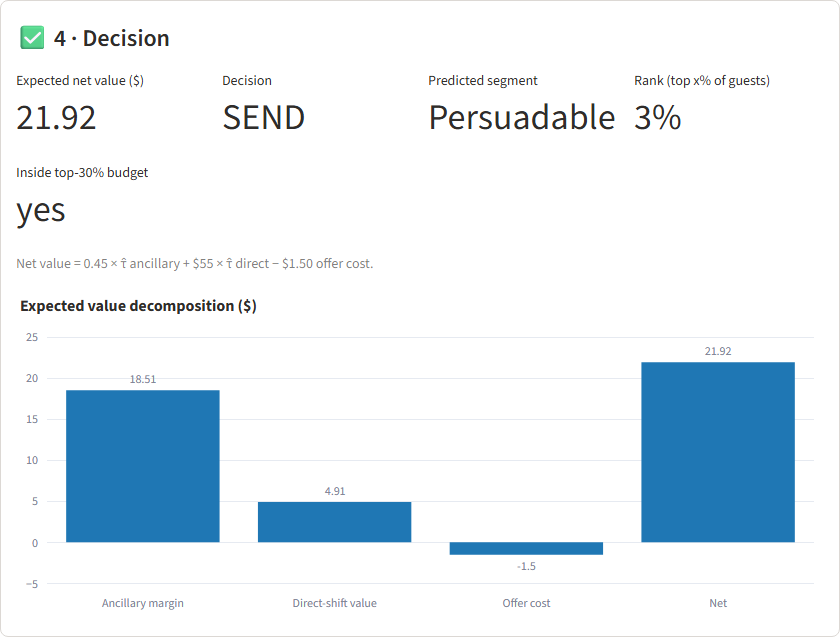 ✅ 4 · Decision
Expected net value ($)
Decision
Predicted segment
Rank (top x% of guests)
21.92
SEND
Persuadable
3%
Inside top-30% budget
yes
Net value = 0.45 × τ̂ ancillary + $55 × τ̂ direct − $1.50 offer cost.
Expected value decomposition ($)
25
20
15
10
5
0
−5
18.51
4.91
-1.5
21.92
Ancillary margin
Direct-shift value
Offer cost
Net